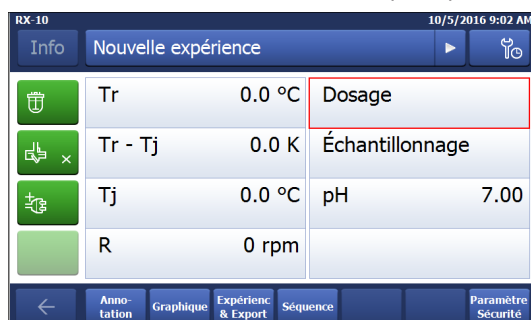 RX-10 10/5/2016 9:02 AM
Info Nouvelle expérience
Tr 0.0 °C Dosage
Tr - Tj 0.0 K Échantillonnage
Tj 0.0 °C pH 7.00
R 0 rpm
Anno-
tation
Graphique
Expérienc
& Export
Séquence
Paramètre
Sécurité